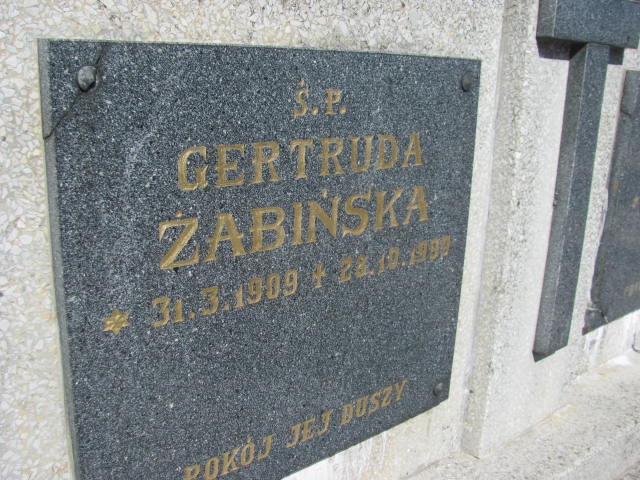 Ś.P.
GERTRUDA
ŻABIŃSKA
* 31.3.1909 + 28.10.1999
POKÓJ JEJ DUSZY